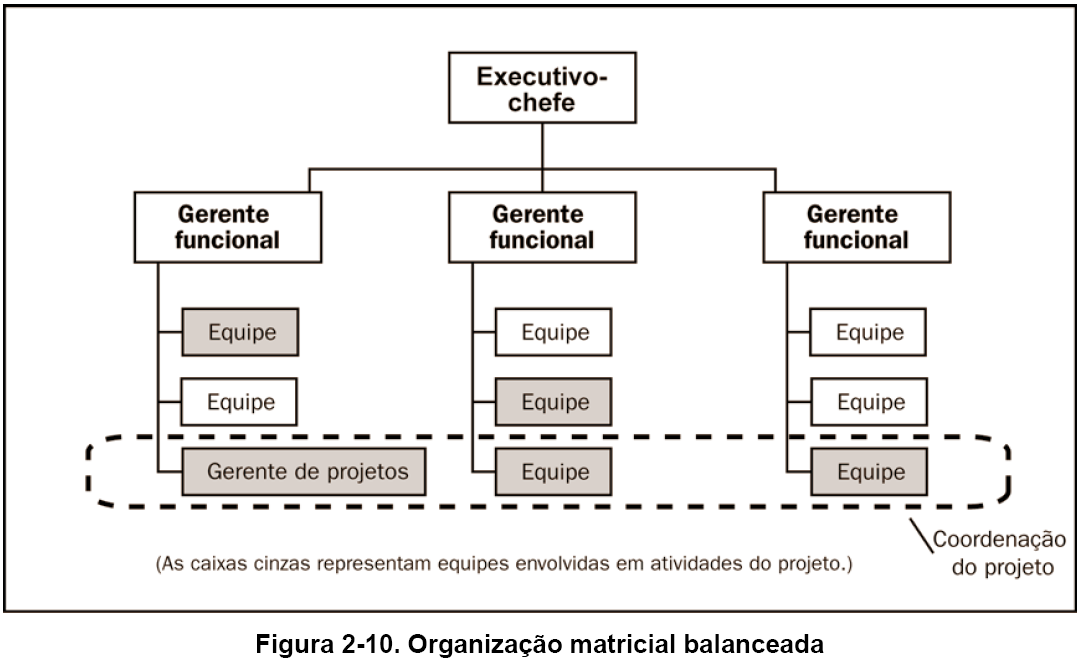 Executivo-
chefe
Gerente
funcional
Gerente
funcional
Gerente
funcional
Equipe
Equipe
Equipe
Equipe
Equipe
Equipe
Gerente de projetos
Equipe
Equipe
Coordenação
do projeto
(As caixas cinzas representam equipes envolvidas em atividades do projeto.)
Figura 2-10. Organização matricial balanceada